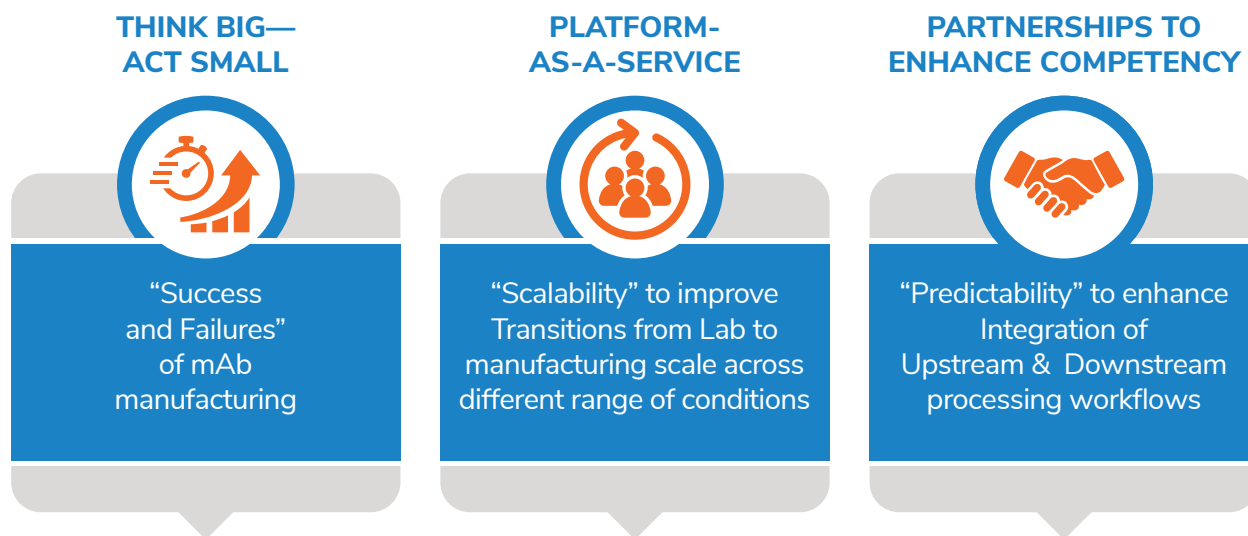 THINK BIG—
ACT SMALL
“Success
and Failures”
of mAb
manufacturing
PLATFORM-
AS-A-SERVICE
“Scalability” to improve
Transitions from Lab to
manufacturing scale across
different range of conditions
PARTNERSHIPS TO
ENHANCE COMPETENCY
“Predictability” to enhance
Integration of
Upstream & Downstream
processing workflows